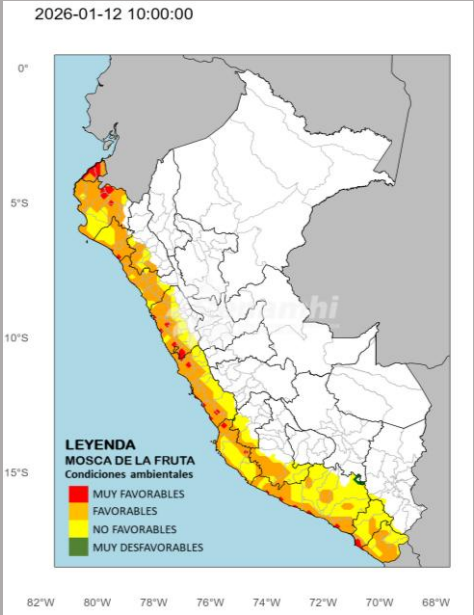 2026-01-12 10:00:00
0°
5°S
10°S
15°S
senamhi
LEYENDA
MOSCA DE LA FRUTA
Condiciones ambientales
MUY FAVORABLES
FAVORABLES
NO FAVORABLES
MUY DESFAVORABLES
82°W 80°W 78°W 76°W 74°W 72°W 70°W 68°W